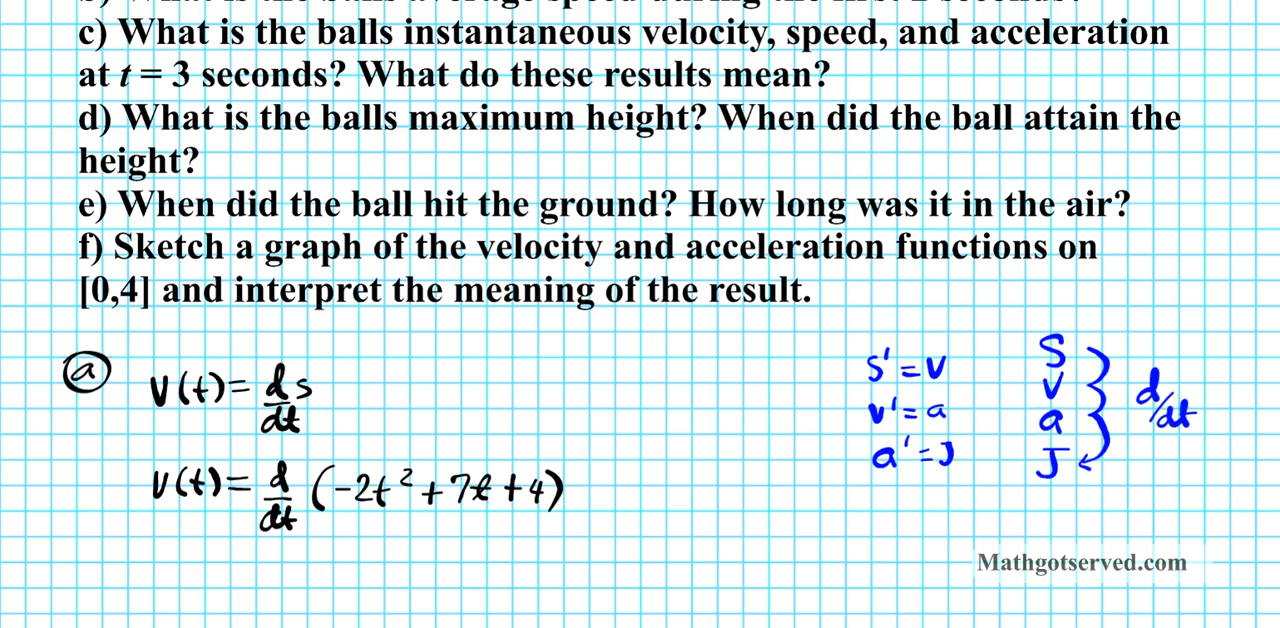 c) What is the balls instantaneous velocity, speed, and acceleration
at t = 3 seconds? What do these results mean?
d) What is the balls maximum height? When did the ball attain the
height?
e) When did the ball hit the ground? How long was it in the air?
f) Sketch a graph of the velocity and acceleration functions on
[0,4] and interpret the meaning of the result.
a
V(t) = ds/dt
V(t) = d/dt (-2t² + 7t + 4)
s' = v
v' = a
a' = J
S
V
a
J
d/dt
Mathgotserved.com